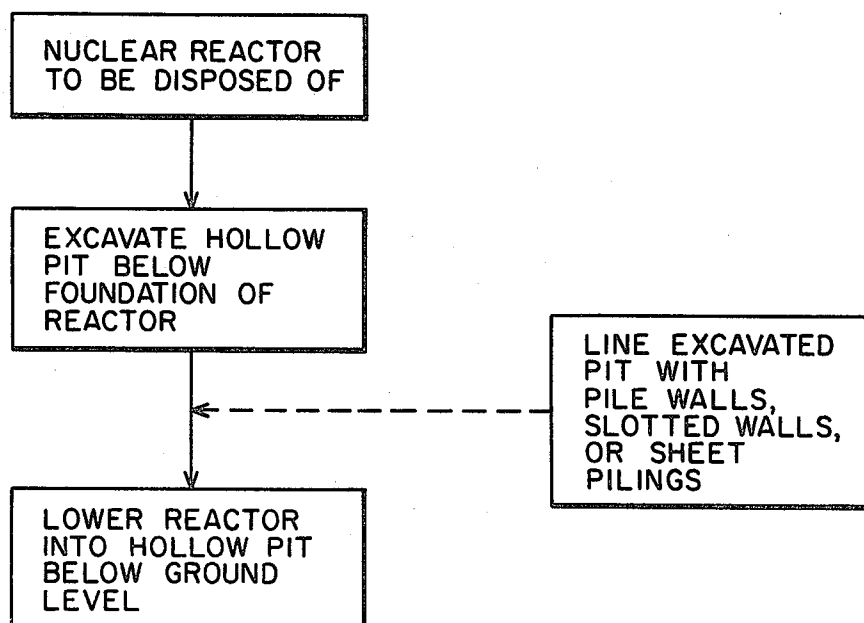 NUCLEAR REACTOR
TO BE DISPOSED OF
EXCAVATE HOLLOW
PIT BELOW
FOUNDATION OF
REACTOR
LINE EXCAVATED
PIT WITH
PILE WALLS,
SLOTTED WALLS,
OR SHEET
PILINGS
LOWER REACTOR
INTO HOLLOW PIT
BELOW GROUND
LEVEL